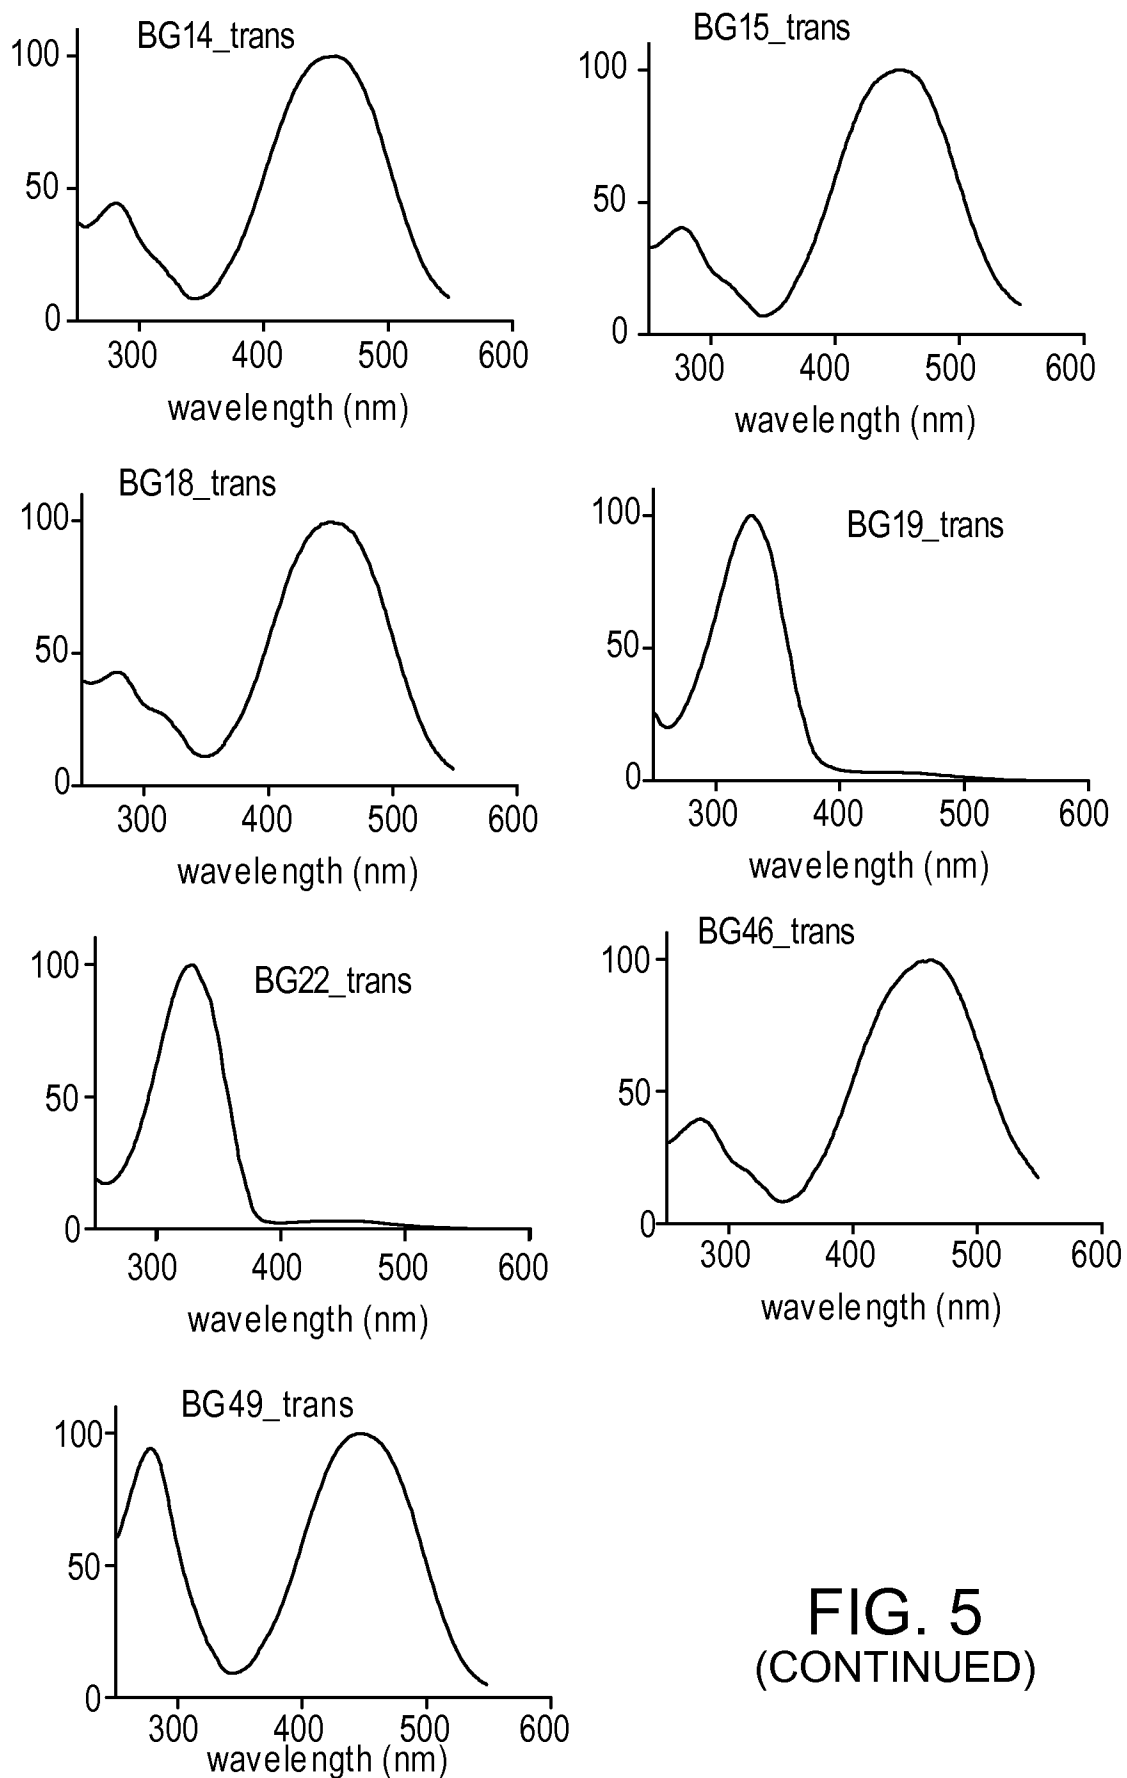 BG14_trans
100
50
0
300 400 500 600
wavelength (nm)
BG15_trans
100
50
0
300 400 500 600
wavelength (nm)
BG18_trans
100
50
0
300 400 500 600
wavelength (nm)
BG19_trans
100
50
0
300 400 500 600
wavelength (nm)
BG22_trans
100
50
0
300 400 500 600
wavelength (nm)
BG46_trans
100
50
0
300 400 500 600
wavelength (nm)
BG49_trans
100
50
0
300 400 500 600
wavelength (nm)
FIG. 5
(CONTINUED)